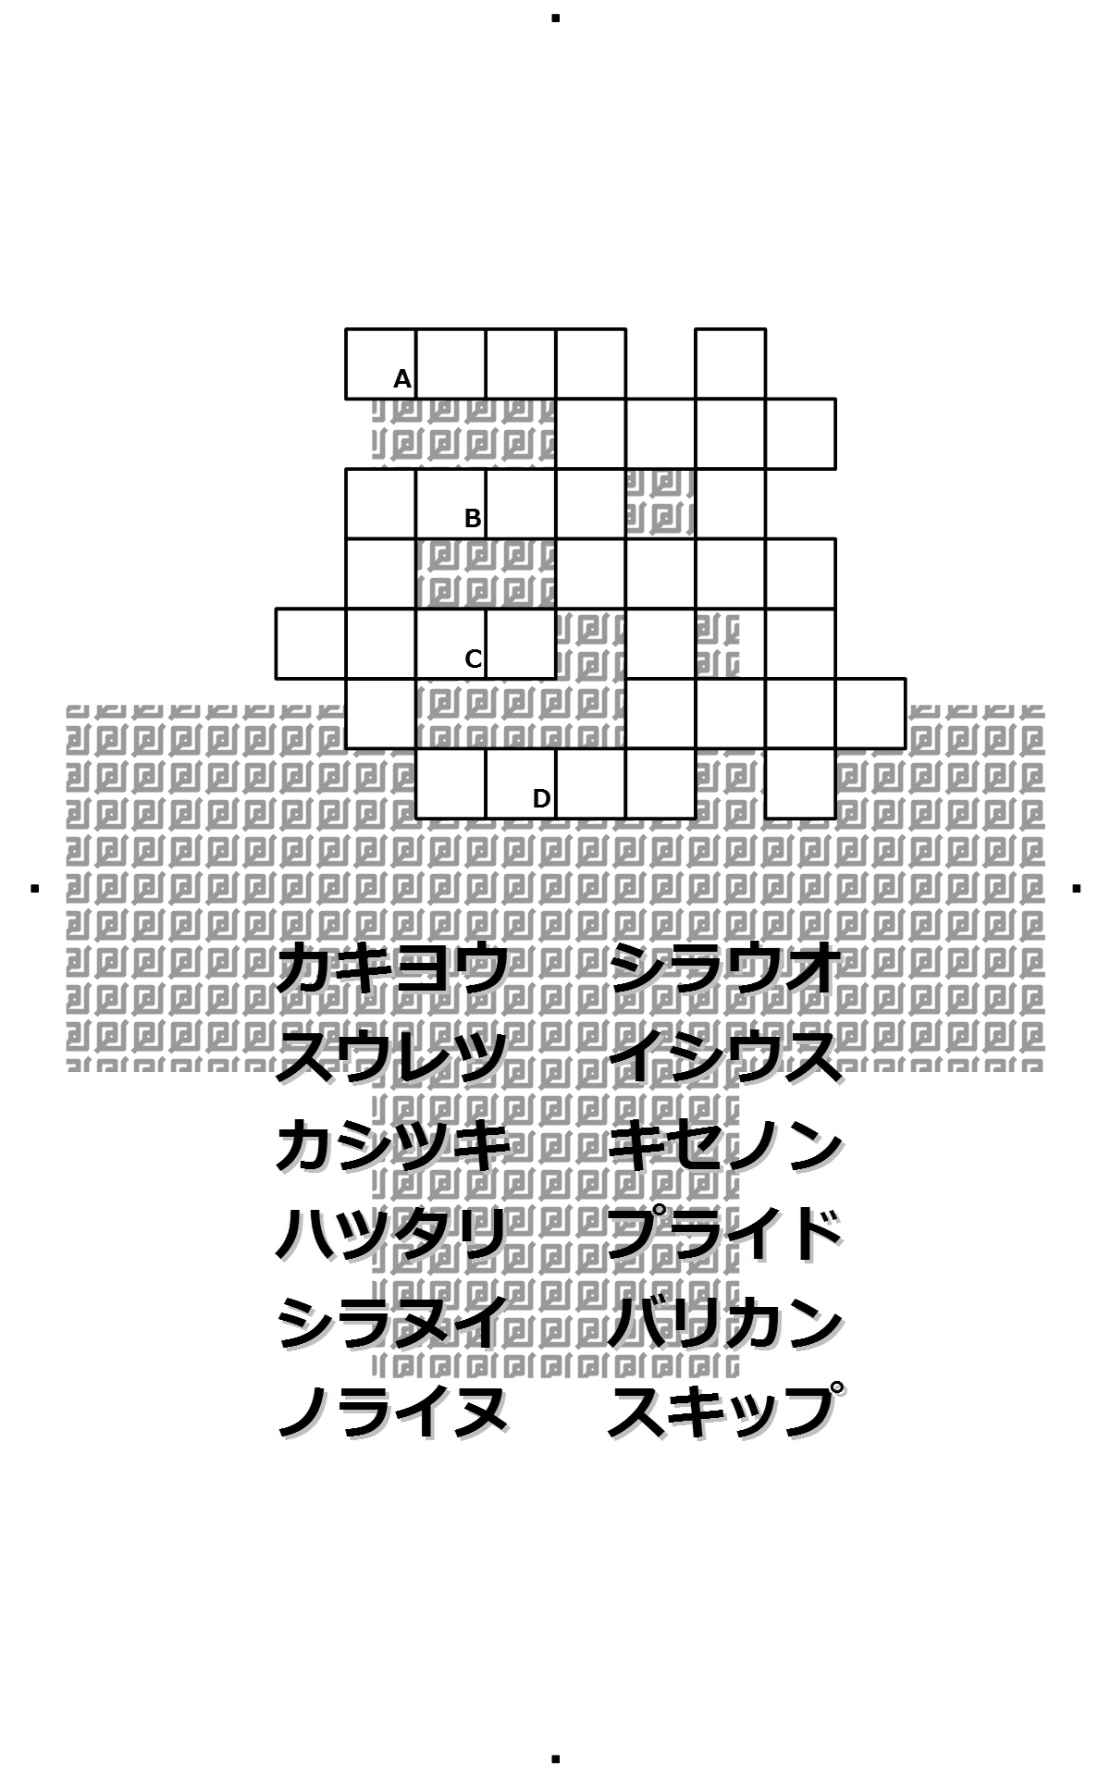 A
B
C
D
カキヨウ シラウオ
スウレツ イシウス
カシツキ キセノン
ハツタリ プライド
シラヌイ バリカン
ノライヌ スキップ